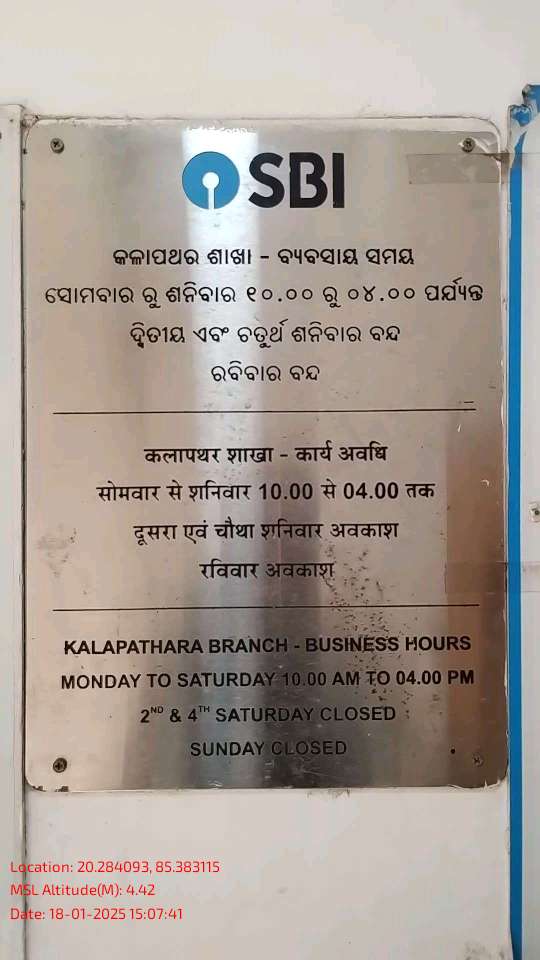 SBI
କଳାପଥର ଶାଖା - ବ୍ୟବସାୟ ସମୟ
ସୋମବାର ରୁ ଶନିବାର ୧୦.୦୦ ରୁ ୦୪.୦୦ ପର୍ଯ୍ୟନ୍ତ
ଦ୍ଵିତୀୟ ଏବଂ ଚତୁର୍ଥ ଶନିବାର ବନ୍ଦ
ରବିବାର ବନ୍ଦ
कलापथर शाखा - कार्य अवधि
सोमवार से शनिवार 10.00 से 04.00 तक
दूसरा एवं चौथा शनिवार अवकाश
रविवार अवकाश
KALAPATHARA BRANCH - BUSINESS HOURS
MONDAY TO SATURDAY 10.00 AM TO 04.00 PM
2ND & 4TH SATURDAY CLOSED
SUNDAY CLOSED
Location: 20.284093, 85.383115
MSL Altitude(M): 4.42
Date: 18-01-2025 15:07:41